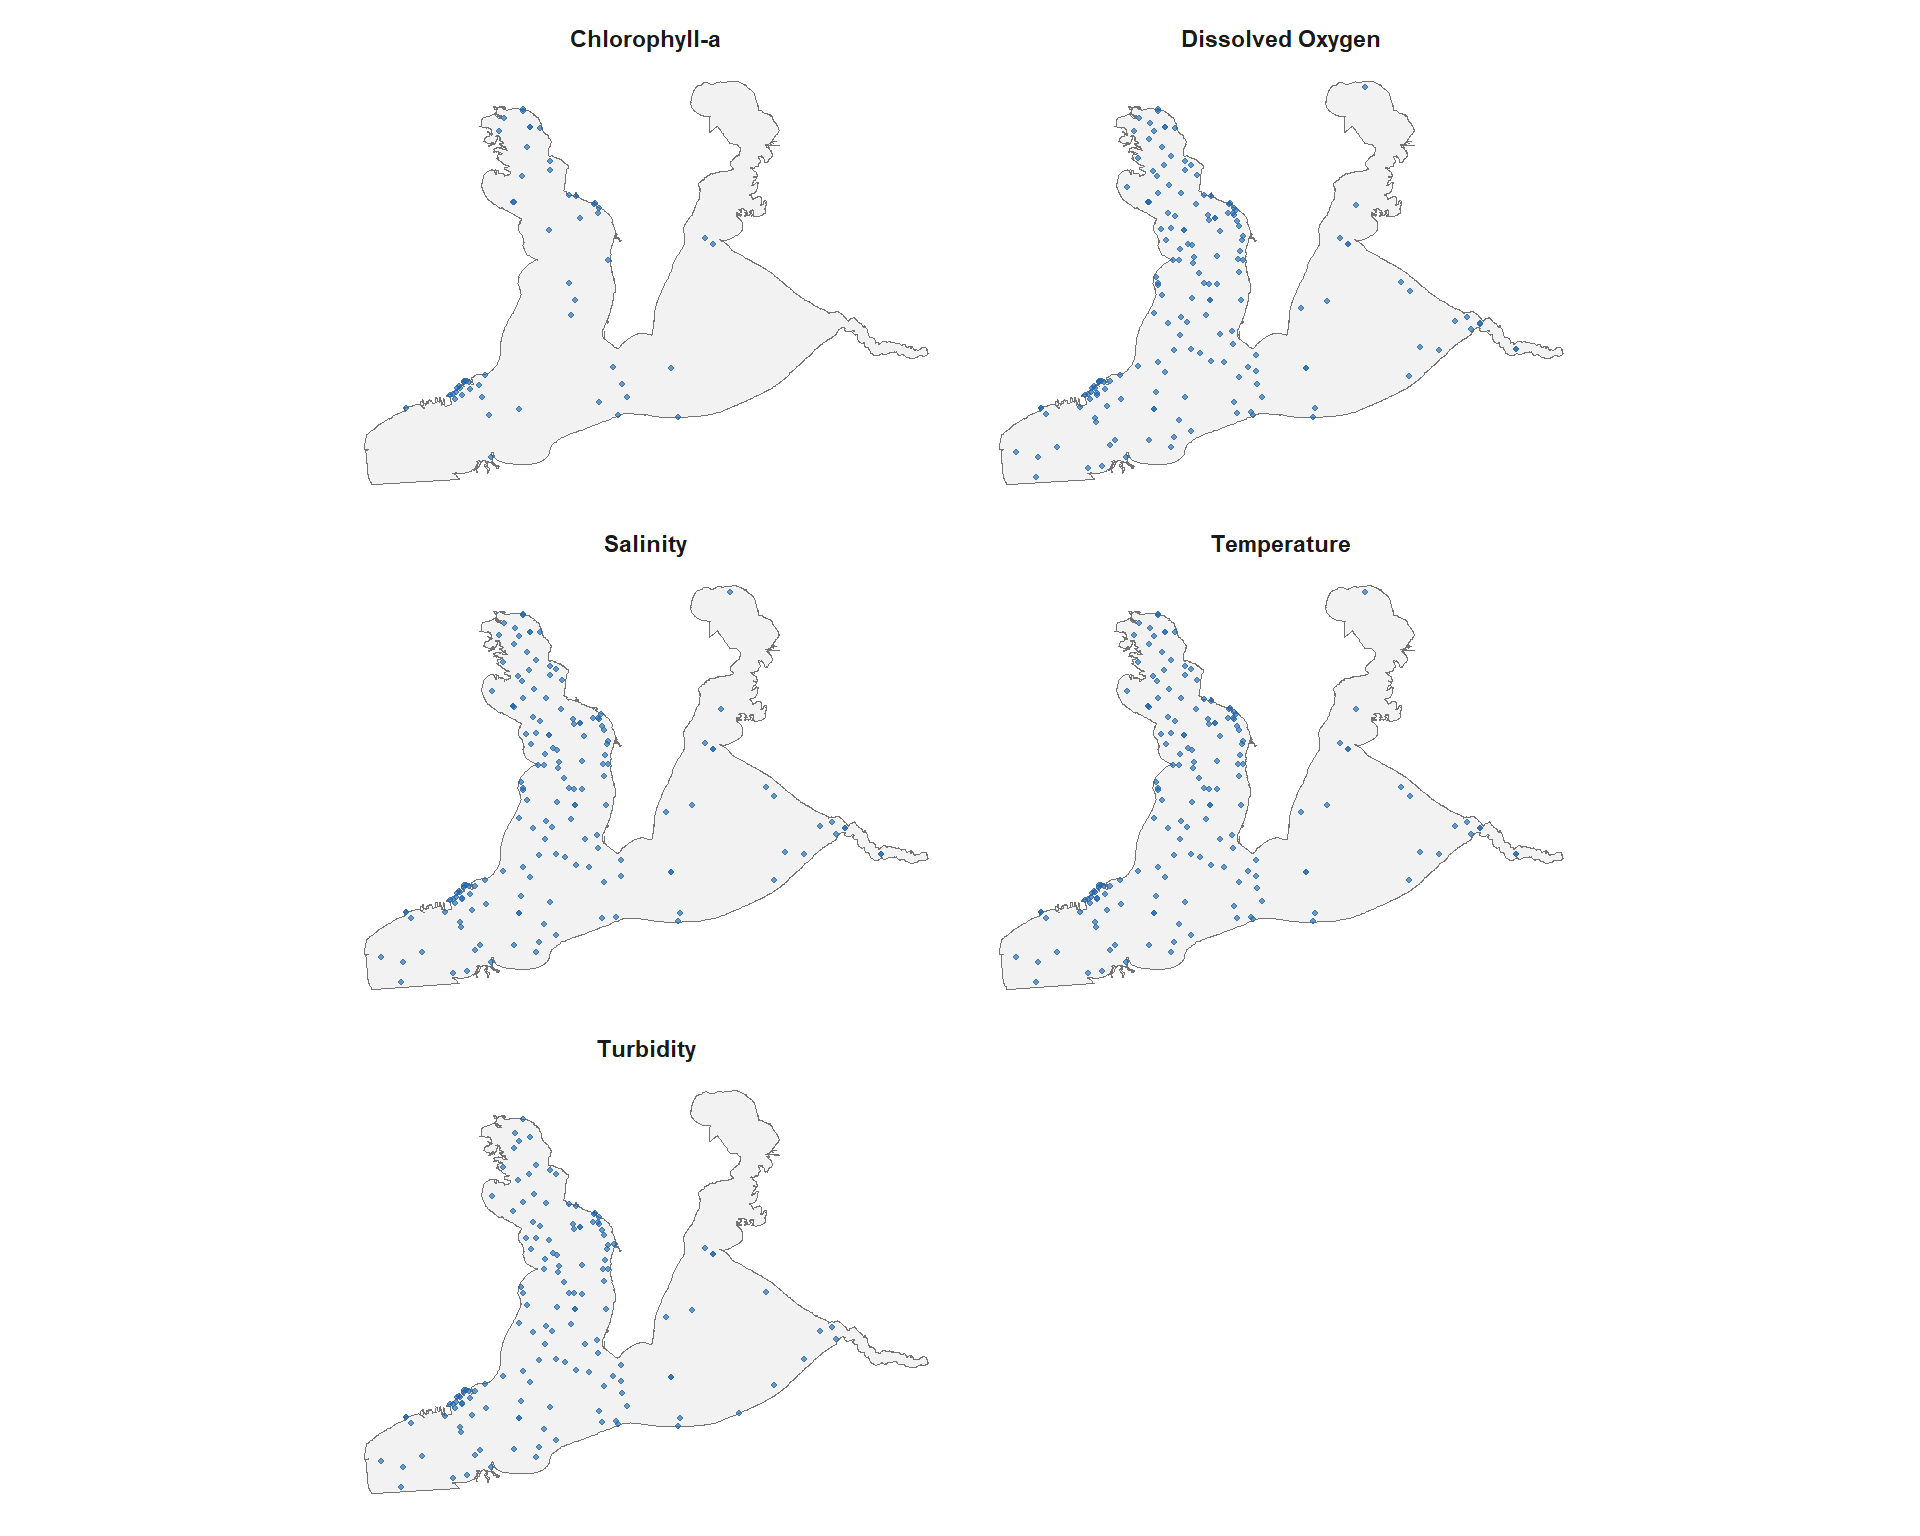 Chlorophyll-a
Dissolved Oxygen
Salinity
Temperature
Turbidity